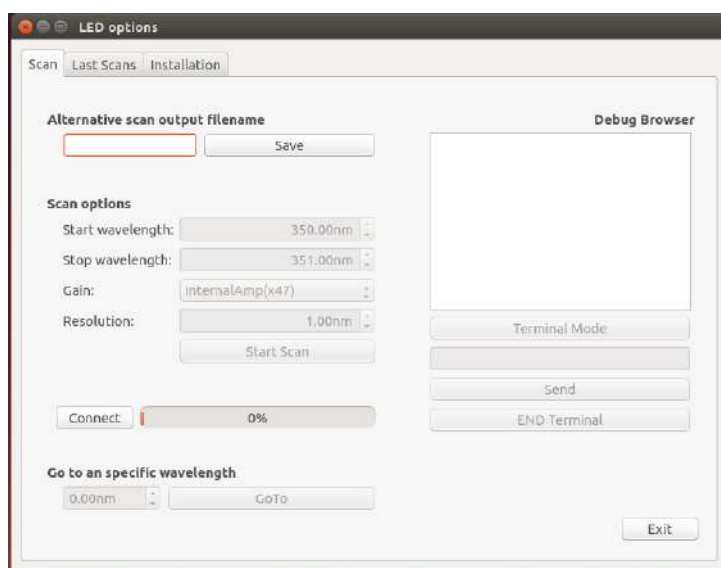 LED options
Scan
Last Scans
Installation
Alternative scan output filename
Save
Scan options
Start wavelength:
350.00nm
Stop wavelength:
351.00nm
Gain:
InternalAmp(x47)
Resolution:
1.00nm
Start Scan
Connect
0%
Go to an specific wavelength
0.00nm
GoTo
Debug Browser
Terminal Mode
Send
END Terminal
Exit